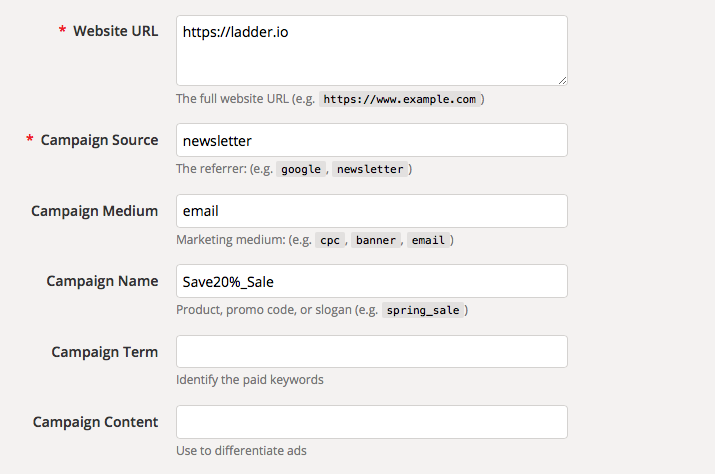 * Website URL
https://ladder.io
The full website URL (e.g. https://www.example.com)
* Campaign Source
newsletter
The referrer: (e.g. google, newsletter)
Campaign Medium
email
Marketing medium: (e.g. cpc, banner, email)
Campaign Name
Save20%_Sale
Product, promo code, or slogan (e.g. spring_sale)
Campaign Term
Identify the paid keywords
Campaign Content
Use to differentiate ads